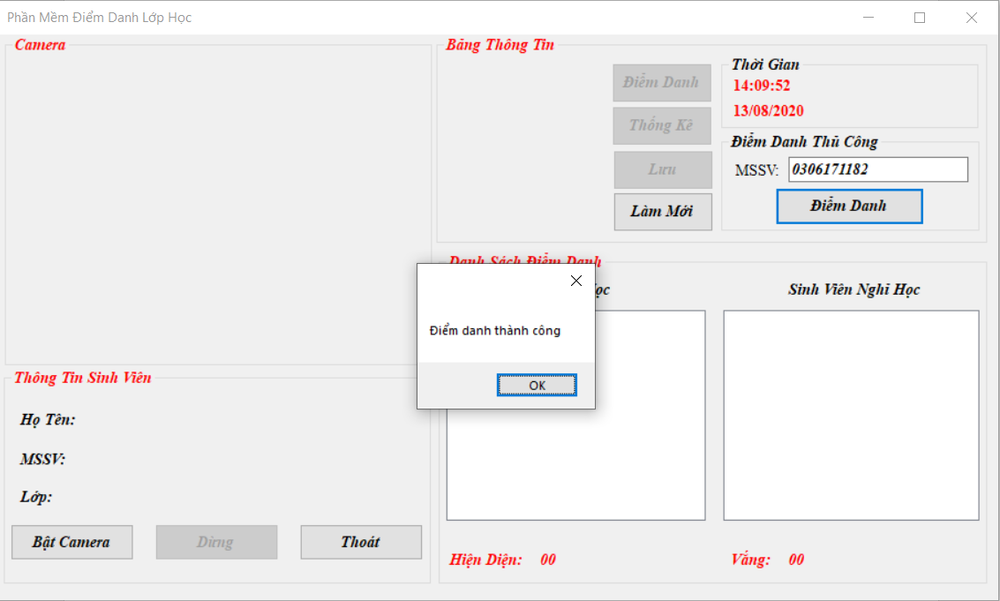 Phần Mềm Điểm Danh Lớp Học
Camera
Bảng Thông Tin
Điểm Danh
Thống Kê
Lưu
Làm Mới
Thời Gian
14:09:52
13/08/2020
Điểm Danh Thủ Công
MSSV: 0306171182
Điểm Danh
Danh Sách Điểm Danh
Học
Sinh Viên Nghỉ Học
Điểm danh thành công
OK
Thông Tin Sinh Viên
Họ Tên:
MSSV:
Lớp:
Bật Camera
Dừng
Thoát
Hiện Diện: 00
Vắng: 00